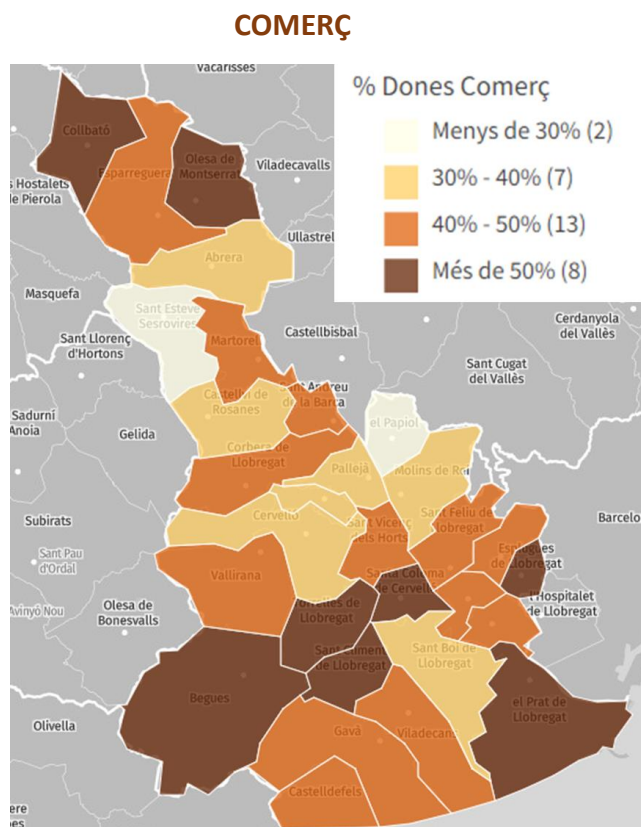 COMERÇ
% Dones Comerç
Menys de 30% (2)
30% - 40% (7)
40% - 50% (13)
Més de 50% (8)
Vacarisses
Collbató
Olesa de
Montserrat
Esparreguera
Viladecavalls
s Hostalets
de Pierola
Ullastrel
Abrera
Masquefa
Sant Esteve
Sesrovires
Cerdanyola
del Vallès
Sant Llorenç
d'Hortons
Martorel
Castellbisbal
Sant Cugat
del Vallès
Castellví de
Rosanes
Sant Andreu
de la Barca
Sadurní
Anoia
Gelida
el Papiol
Corbera de
Llobregat
Pallejà
Molins de Rei
Subirats
Cervelló
Sant Vicenç
dels Horts
Sant Feliu de
Llobregat
Barcelo
Sant Pau
d'Ordal
Vallirana
Santa Coloma
de Cervelló
Esplugues
de Llobregat
Avinyó Nou
Olesa de
Bonesvalls
Torrelles de
Llobregat
l'Hospitalet
de Llobregat
Sant Climent
de Llobregat
Sant Boi de
Llobregat
Begues
el Prat de
Llobregat
Olivella
Gavà
Viladecans
Castelldefels
ere
es